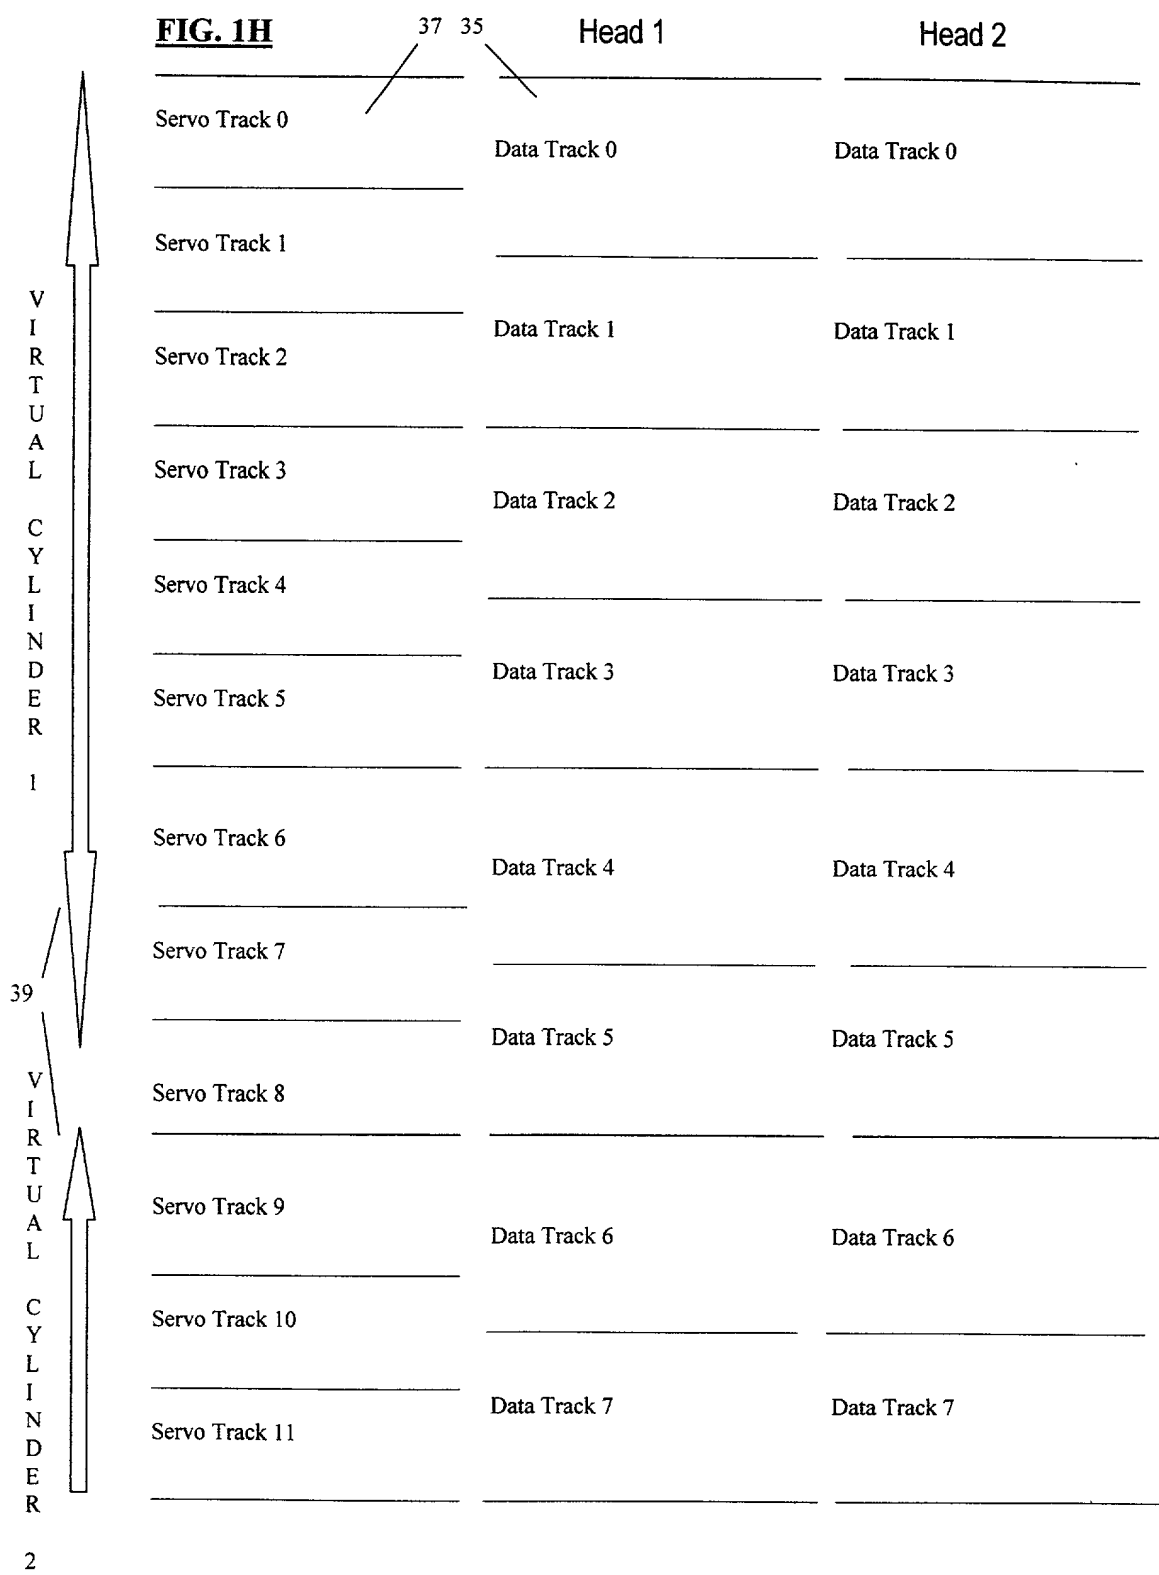 FIG. 1H
37 35
Head 1
Head 2
Servo Track 0
Data Track 0
Data Track 0
Servo Track 1
Data Track 1
Data Track 1
Servo Track 2
Servo Track 3
Data Track 2
Data Track 2
Servo Track 4
Data Track 3
Data Track 3
Servo Track 5
Servo Track 6
Data Track 4
Data Track 4
Servo Track 7
Data Track 5
Data Track 5
Servo Track 8
Servo Track 9
Data Track 6
Data Track 6
Servo Track 10
Data Track 7
Data Track 7
Servo Track 11
VIRTUAL CYLINDER 1
39
VIRTUAL CYLINDER 2